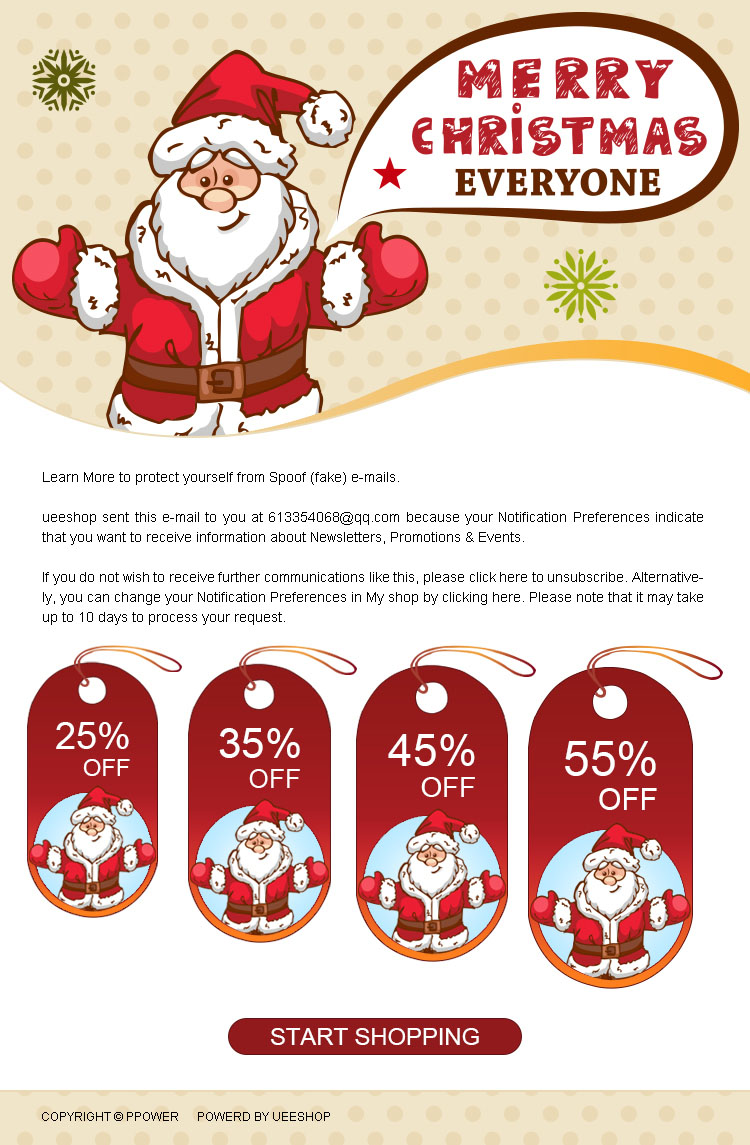 MERRY
CHRiSTMAS
EVERYONE
Learn More to protect yourself from Spoof (fake) e-mails.
ueeshop sent this e-mail to you at 613354068@qq.com because your Notification Preferences indicate
that you want to receive information about Newsletters, Promotions & Events.
If you do not wish to receive further communications like this, please click here to unsubscribe. Alternative-
ly, you can change your Notification Preferences in My shop by clicking here. Please note that it may take
up to 10 days to process your request.
25%
OFF
35%
OFF
45%
OFF
55%
OFF
START SHOPPING
COPYRIGHT © PPOWER POWERD BY UEESHOP